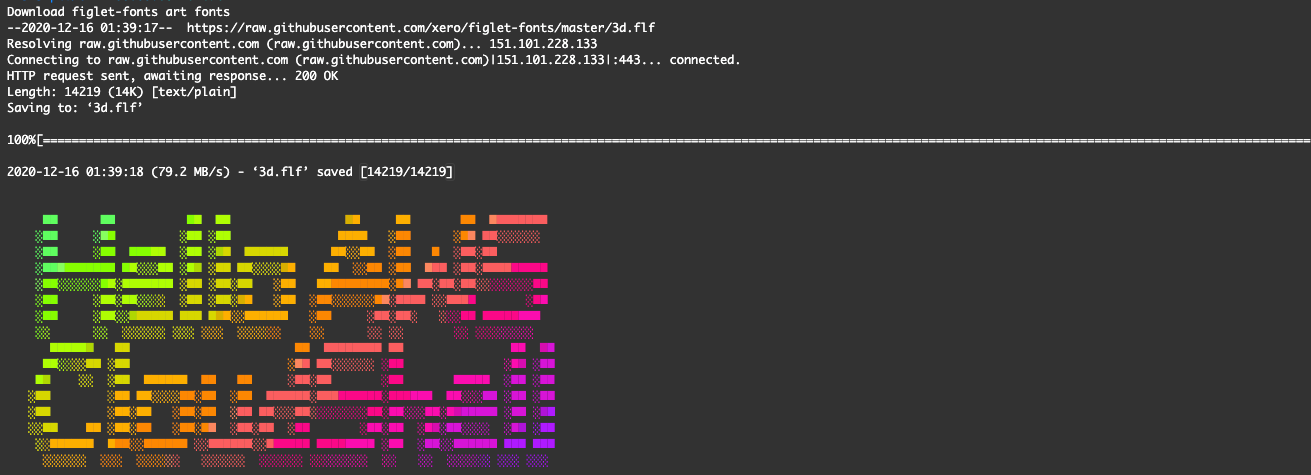 Download figlet-fonts art fonts
--2020-12-16 01:39:17--  https://raw.githubusercontent.com/xero/figlet-fonts/master/3d.flf
Resolving raw.githubusercontent.com (raw.githubusercontent.com)... 151.101.228.133
Connecting to raw.githubusercontent.com (raw.githubusercontent.com)|151.101.228.133|:443... connected.
HTTP request sent, awaiting response... 200 OK
Length: 14219 (14K) [text/plain]
Saving to: ‘3d.flf’
100%[==============================================================================
2020-12-16 01:39:18 (79.2 MB/s) - ‘3d.flf’ saved [14219/14219]
Hello AWS
CloudShell